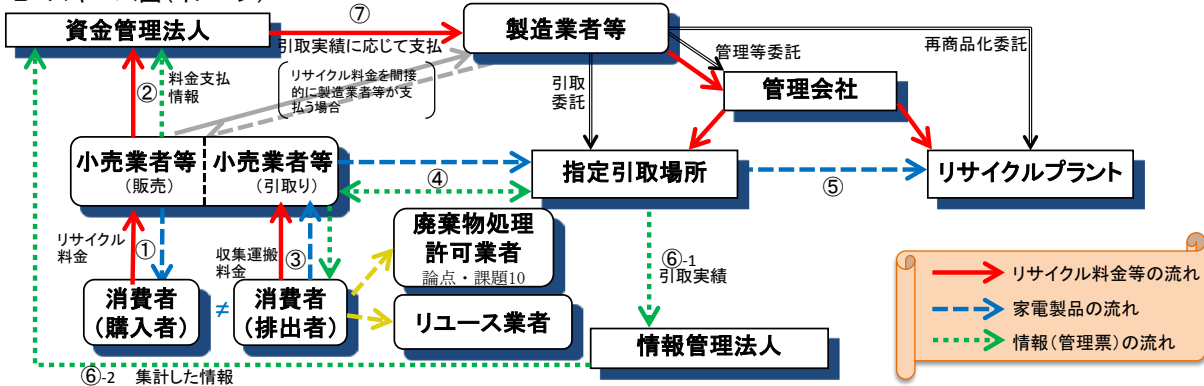 資金管理法人
⑦
引取実績に応じて支払
製造業者等
管理等委託
再商品化委託
②
料金支払
情報
リサイクル料金を間接
的に製造業者等が支
払う場合
引取
委託
管理会社
小売業者等
(販売)
小売業者等
(引取り)
④
指定引取場所
⑤
リサイクルプラント
リサイクル
料金
①
収集運搬
料金
③
廃棄物処理
許可業者
論点・課題10
⑥-1
引取実績
消費者
(購入者)
≠
消費者
(排出者)
リユース業者
情報管理法人
⑥-2 集計した情報
リサイクル料金等の流れ
家電製品の流れ
情報(管理票)の流れ